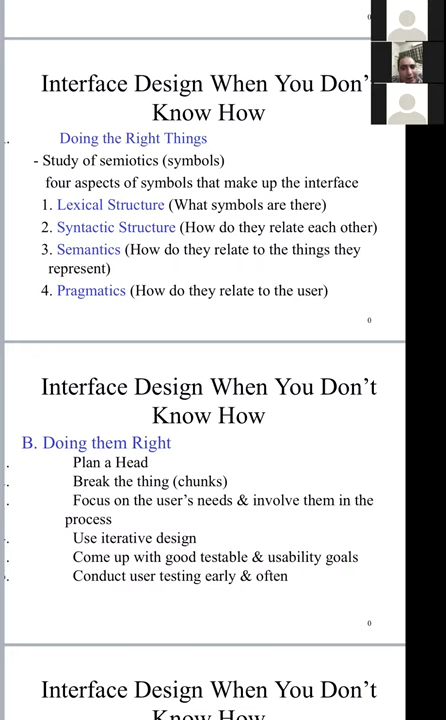 0
Interface Design When You Don't
Know How
Doing the Right Things
- Study of semiotics (symbols)
four aspects of symbols that make up the interface
1. Lexical Structure (What symbols are there)
2. Syntactic Structure (How do they relate each other)
3. Semantics (How do they relate to the things they
represent)
4. Pragmatics (How do they relate to the user)
0
Interface Design When You Don't
Know How
B. Doing them Right
Plan a Head
Break the thing (chunks)
Focus on the user's needs & involve them in the
process
Use iterative design
Come up with good testable & usability goals
Conduct user testing early & often
0
Interface Design When You Don't
Know How